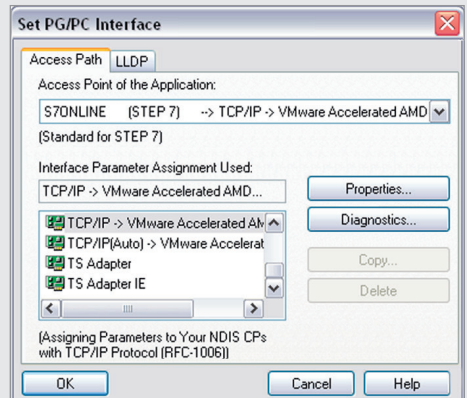 Set PG/PC Interface
Access Path LLDP
Access Point of the Application:
S7ONLINE (STEP 7) --> TCP/IP -> VMware Accelerated AMD
(Standard for STEP 7)
Interface Parameter Assignment Used:
TCP/IP -> VMware Accelerated AMD...
Properties...
TCP/IP -> VMware Accelerated AM
Diagnostics...
TCP/IP(Auto) -> VMware Accelerat
TS Adapter
Copy...
TS Adapter IE
Delete
(Assigning Parameters to Your NDIS CPs
with TCP/IP Protocol (RFC-1006))
OK Cancel Help